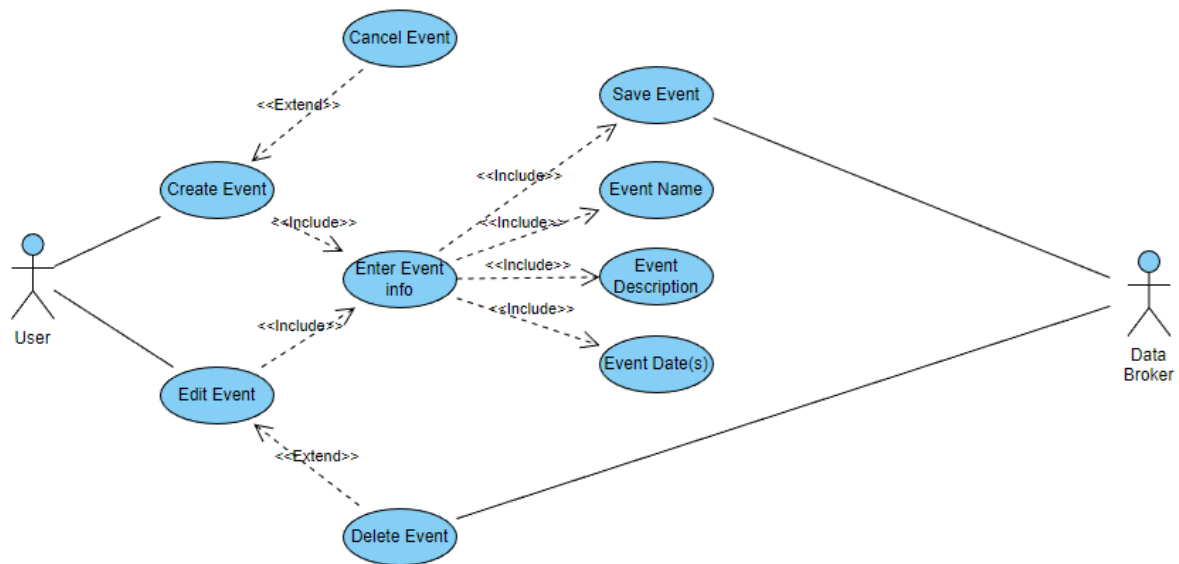 Cancel Event
Save Event
<<Extend>>
<<Include>>
Create Event
Event Name
<<Include>>
<<Include>>
Enter Event
info
<<Include>>
Event
Description
<<Include>>
<<Include>>
User
Event Date(s)
Data
Broker
Edit Event
<<Extend>>
Delete Event